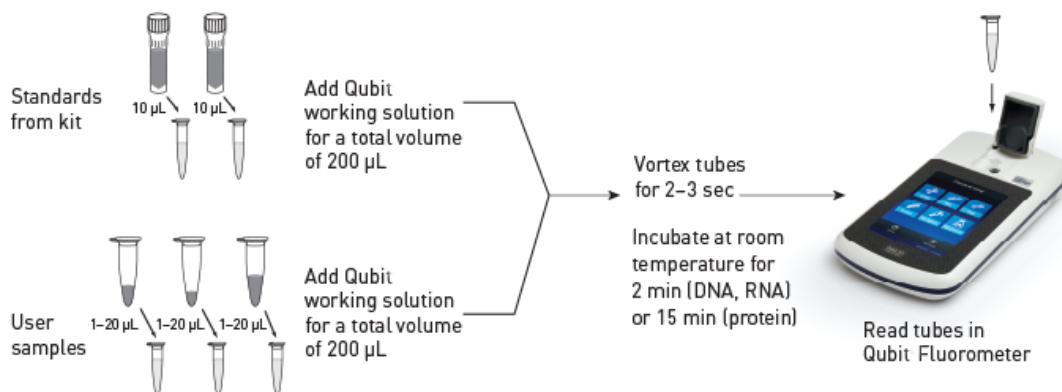 Standards
from kit
10 µL
10 µL
Add Qubit
working solution
for a total volume
of 200 µL
User
samples
1–20 µL
1–20 µL
1–20 µL
Add Qubit
working solution
for a total volume
of 200 µL
Vortex tubes
for 2–3 sec
Incubate at room
temperature for
2 min (DNA, RNA)
or 15 min (protein)
Read tubes in
Qubit Fluorometer